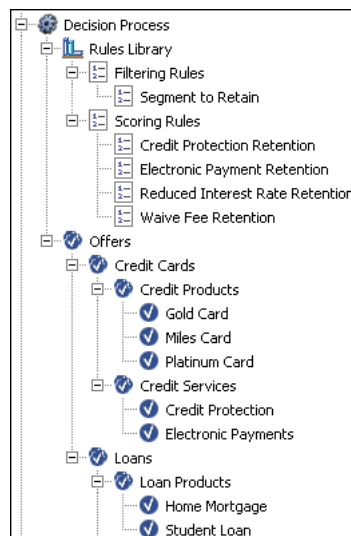 Decision Process
Rules Library
Filtering Rules
Segment to Retain
Scoring Rules
Credit Protection Retention
Electronic Payment Retention
Reduced Interest Rate Retention
Waive Fee Retention
Offers
Credit Cards
Credit Products
Gold Card
Miles Card
Platinum Card
Credit Services
Credit Protection
Electronic Payments
Loans
Loan Products
Home Mortgage
Student Loan